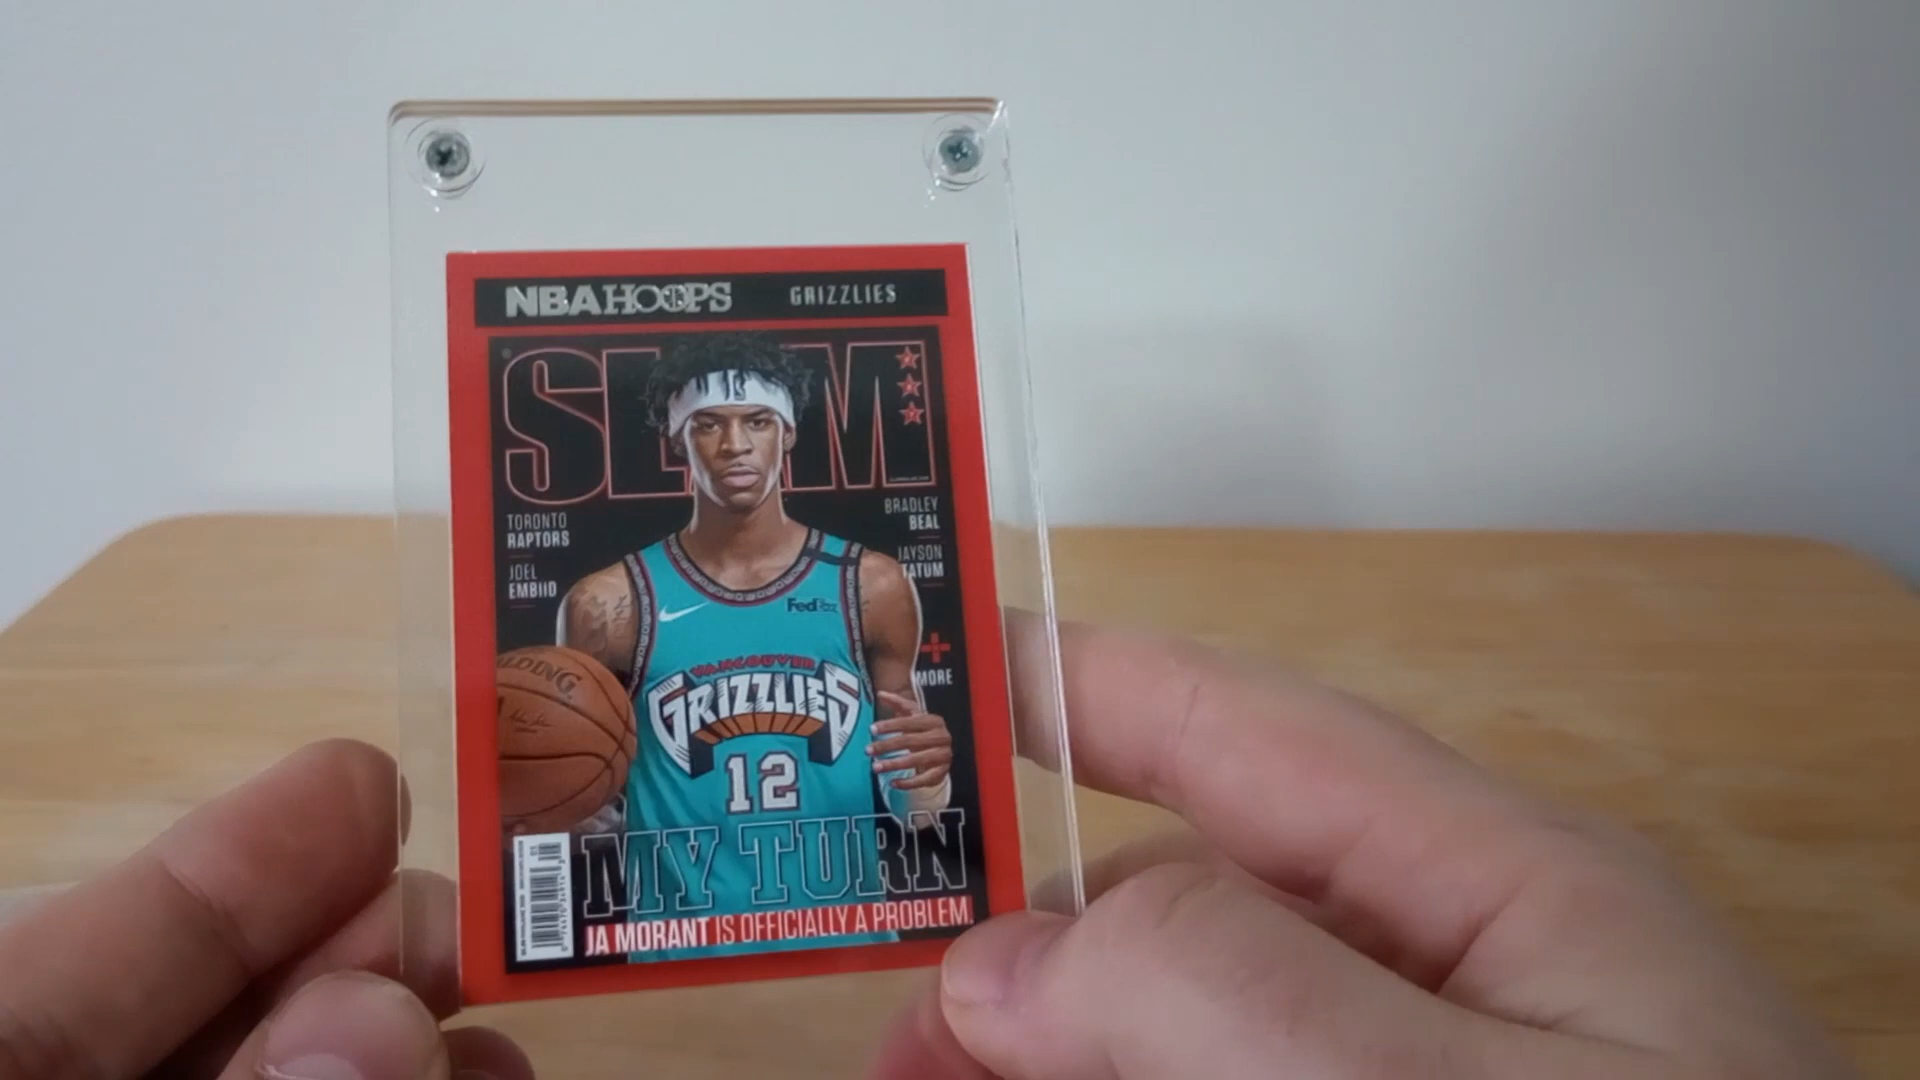 NBA HOOPS GRIZZLIES
SLAM
TORONTO
RAPTORS
JOEL
EMBIID
BRADLEY
BEAL
JAYSON
TATUM
+
MORE
FedEx
VANCOUVER
GRIZZLIES
12
MY TURN
JA MORANT IS OFFICIALLY A PROBLEM.